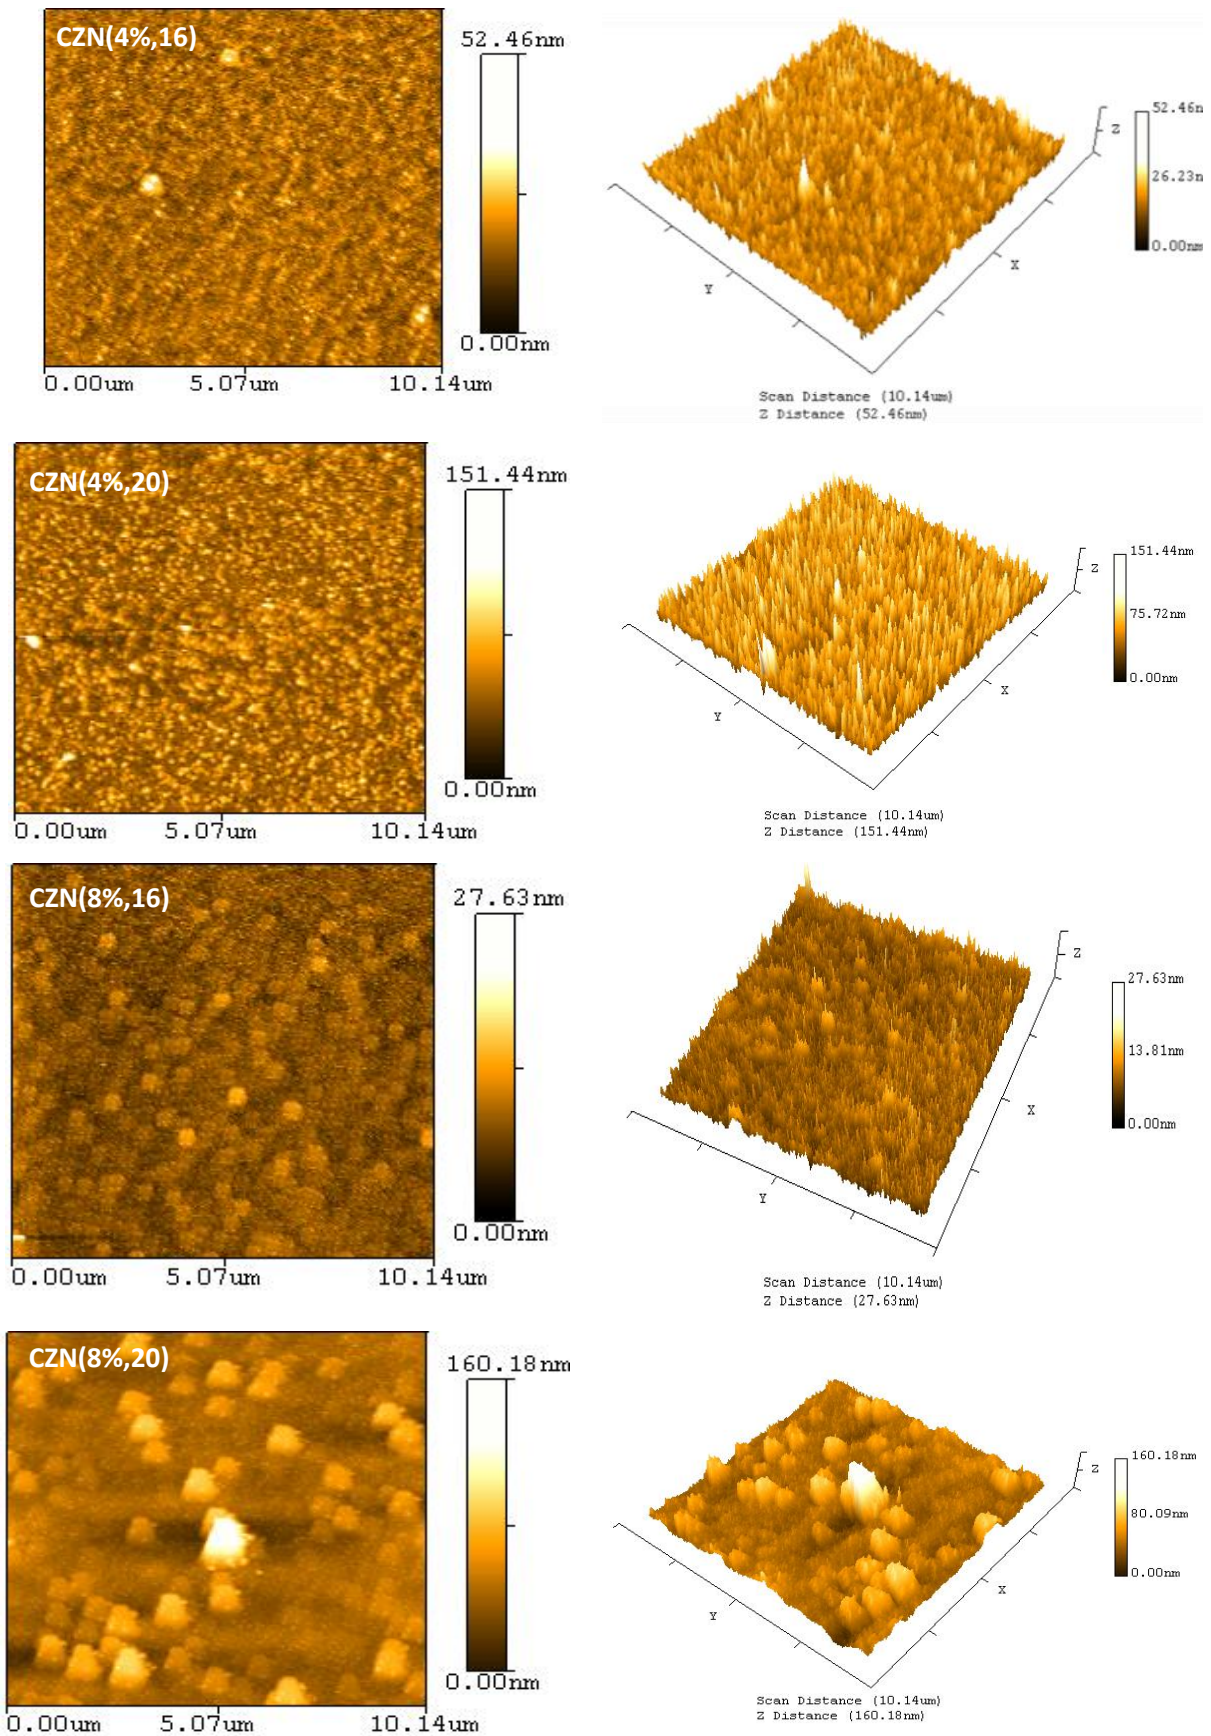 CZN(4%,16)
52.46nm
0.00nm
0.00um 5.07um 10.14um
52.46n
26.23n
0.00nm
Z
X
Y
Scan Distance (10.14um)
Z Distance (52.46nm)
CZN(4%,20)
151.44nm
0.00nm
0.00um 5.07um 10.14um
151.44nm
75.72nm
0.00nm
Z
X
Y
Scan Distance (10.14um)
Z Distance (151.44nm)
CZN(8%,16)
27.63nm
0.00nm
0.00um 5.07um 10.14um
27.63nm
13.81nm
0.00nm
Z
X
Y
Scan Distance (10.14um)
Z Distance (27.63nm)
CZN(8%,20)
160.18nm
0.00nm
0.00um 5.07um 10.14um
160.18nm
80.09nm
0.00nm
Z
X
Y
Scan Distance (10.14um)
Z Distance (160.18nm)